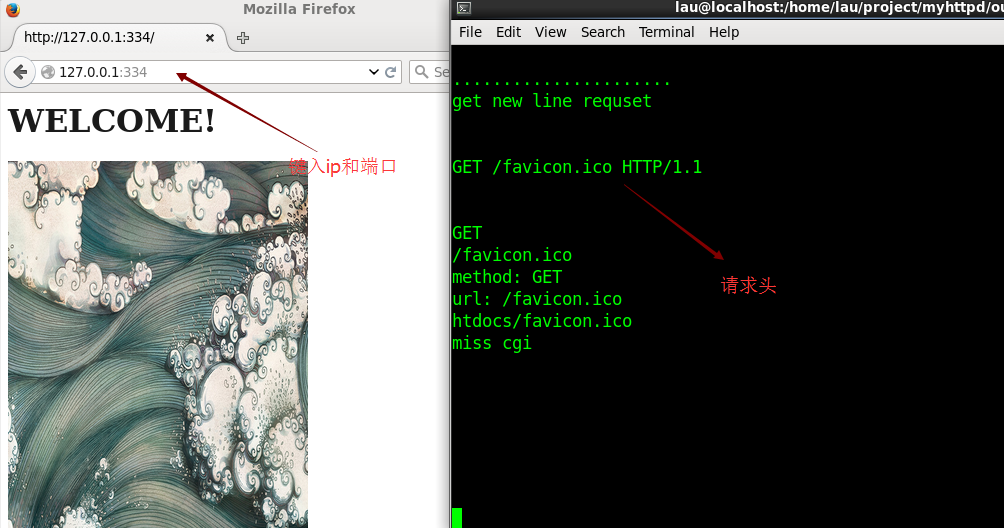 Mozilla Firefox
http://127.0.0.1:334/
127.0.0.1:334
Se
WELCOME!
键入ip和端口
lau@localhost:/home/lau/project/myhttpd/ou
File Edit View Search Terminal Help
......................
get new line requset
GET /favicon.ico HTTP/1.1
GET
/favicon.ico
method: GET
url: /favicon.ico
htdocs/favicon.ico
miss cgi
请求头